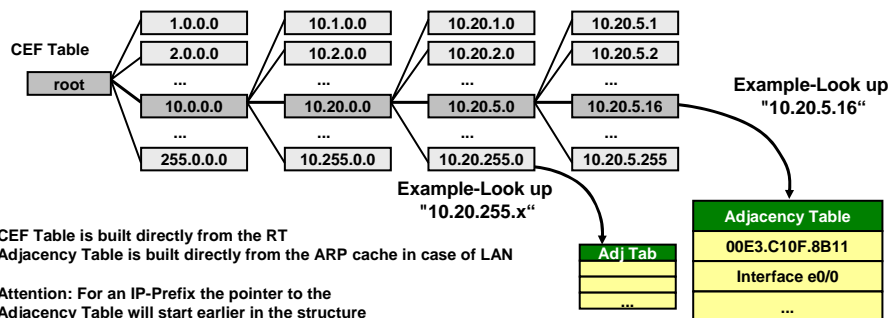 1.0.0.0
10.1.0.0
10.20.1.0
10.20.5.1
CEF Table
2.0.0.0
10.2.0.0
10.20.2.0
10.20.5.2
root
...
...
...
...
Example-Look up
"10.20.5.16“
10.0.0.0
10.20.0.0
10.20.5.0
10.20.5.16
...
...
...
...
255.0.0.0
10.255.0.0
10.20.255.0
10.20.5.255
Example-Look up
"10.20.255.x“
CEF Table is built directly from the RT
Adjacency Table is built directly from the ARP cache in case of LAN
Attention: For an IP-Prefix the pointer to the
Adjacency Table will start earlier in the structure
Adj Tab
...
Adjacency Table
00E3.C10F.8B11
Interface e0/0
...